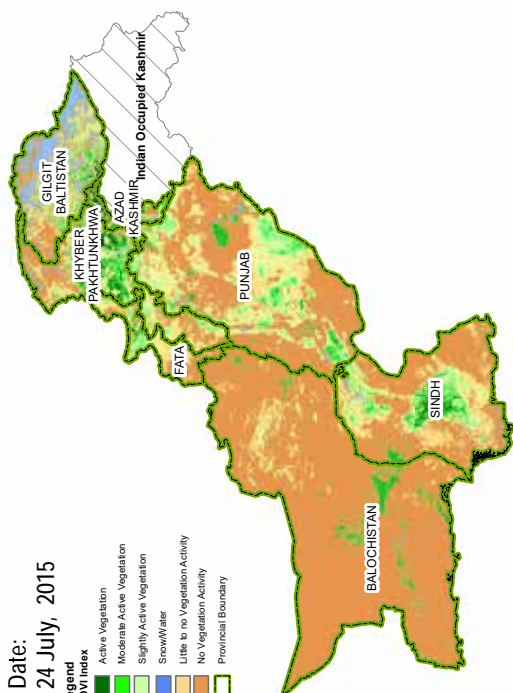 Date:
24 July, 2015
egend
VI Index
Active Vegetation
Moderate Active Vegetation
Slightly Active Vegetation
Snow/Water
Little to no Vegetation Activity
No Vegetation Activity
Provincial Boundary
GILGIT
BALTISTAN
Indian Occupied Kashmir
KHYBER
PAKHTUNKHWA
AZAD
KASHMIR
FATA
PUNJAB
BALOCHISTAN
SINDH